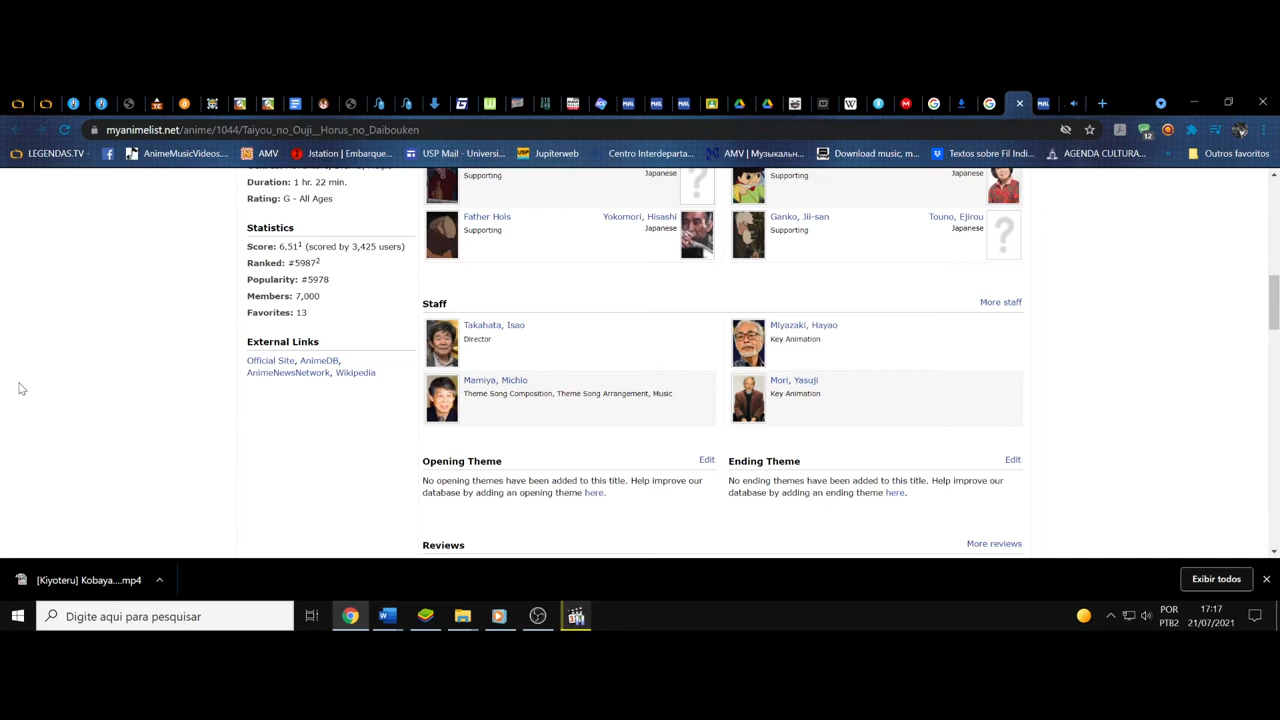 myanimelist.net/anime/1044/Taiyou_no_Ouji__Horus_no_Daibouken
12
LEGENDAS.TV
AnimeMusicVideos....
AMV
Jstation | Embarque...
USP Mail - Universi...
Jupiterweb
Centro Interdeparta...
AMV | Музыкальн...
Download music, m...
Textos sobre Fil Indi...
AGENDA CULTURA...
Outros favoritos
Duration: 1 hr. 22 min.
Rating: G - All Ages
Statistics
Score: 6.51¹ (scored by 3,425 users)
Ranked: #5987²
Popularity: #5978
Members: 7,000
Favorites: 13
External Links
Official Site, AnimeDB,
AnimeNewsNetwork, Wikipedia
Supporting
Japanese
Supporting
Japanese
Father Hols
Yokomori, Hisashi
Supporting
Japanese
Ganko, Jii-san
Touno, Ejirou
Supporting
Japanese
Staff
More staff
Takahata, Isao
Director
Miyazaki, Hayao
Key Animation
Mamiya, Michio
Theme Song Composition, Theme Song Arrangement, Music
Mori, Yasuji
Key Animation
Opening Theme
Edit
No opening themes have been added to this title. Help improve our
database by adding an opening theme here.
Ending Theme
Edit
No ending themes have been added to this title. Help improve our
database by adding an ending theme here.
Reviews
More reviews
[Kiyoteru] Kobaya....mp4
Exibir todos
Digite aqui para pesquisar
POR
PTB2
17:17
21/07/2021